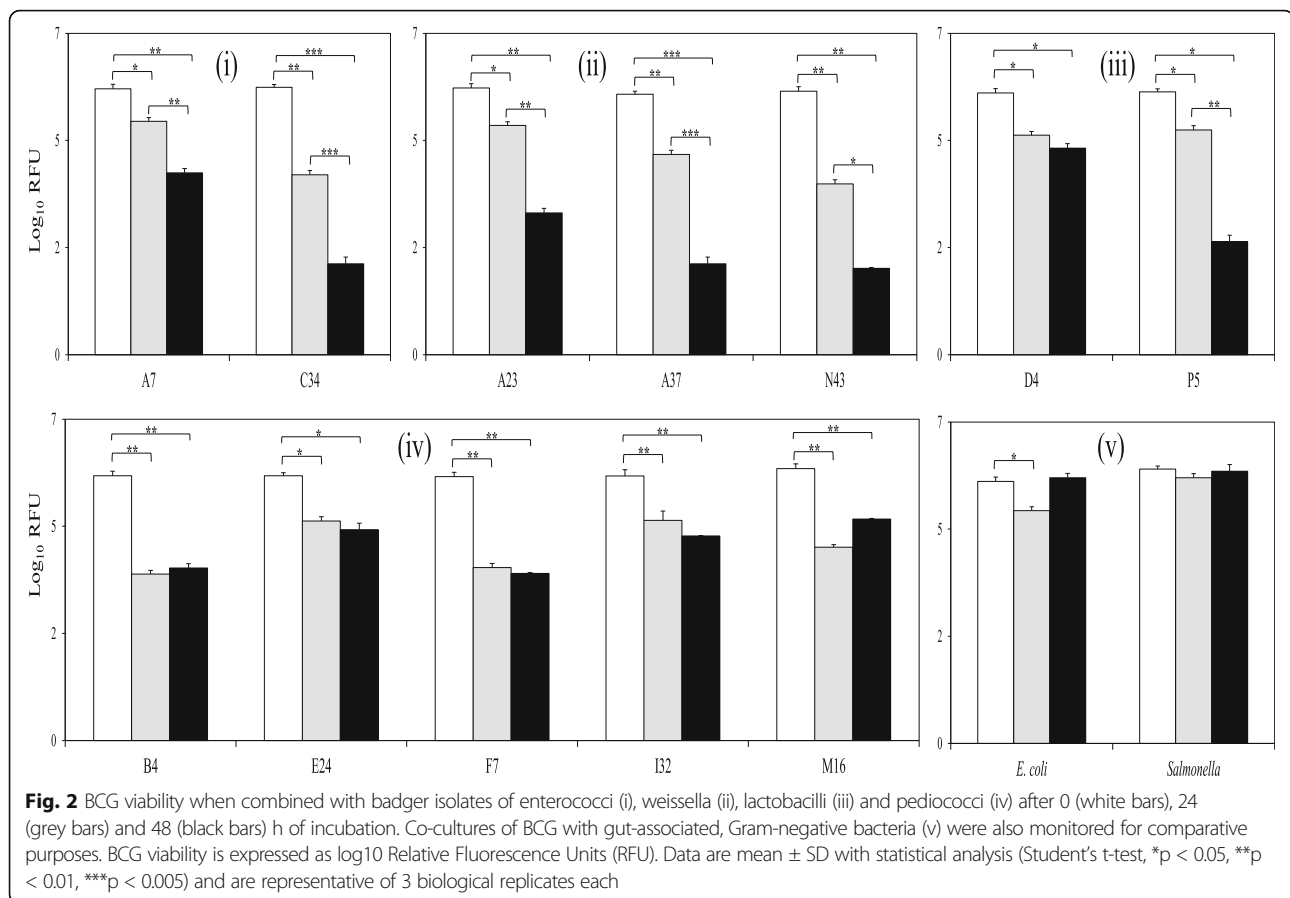 7
5
2
0
Log10 RFU
** * ** (i) *** ** ***
A7 C34
7
5
2
0
** * ** (ii) *** ** *** ** ** *
A23 A37 N43
7
5
2
0
* * (iii) * * **
D4 P5
7
5
2
0
Log10 RFU
** ** * * (iv) ** ** ** ** ** **
B4 E24 F7 I32 M16
7
5
2
0
* (v)
E. coli Salmonella
Fig. 2 BCG viability when combined with badger isolates of enterococci (i), weissella (ii), lactobacilli (iii) and pediococci (iv) after 0 (white bars), 24
(grey bars) and 48 (black bars) h of incubation. Co-cultures of BCG with gut-associated, Gram-negative bacteria (v) were also monitored for comparative
purposes. BCG viability is expressed as log10 Relative Fluorescence Units (RFU). Data are mean ± SD with statistical analysis (Student's t-test, *p < 0.05, **p
< 0.01, ***p < 0.005) and are representative of 3 biological replicates each